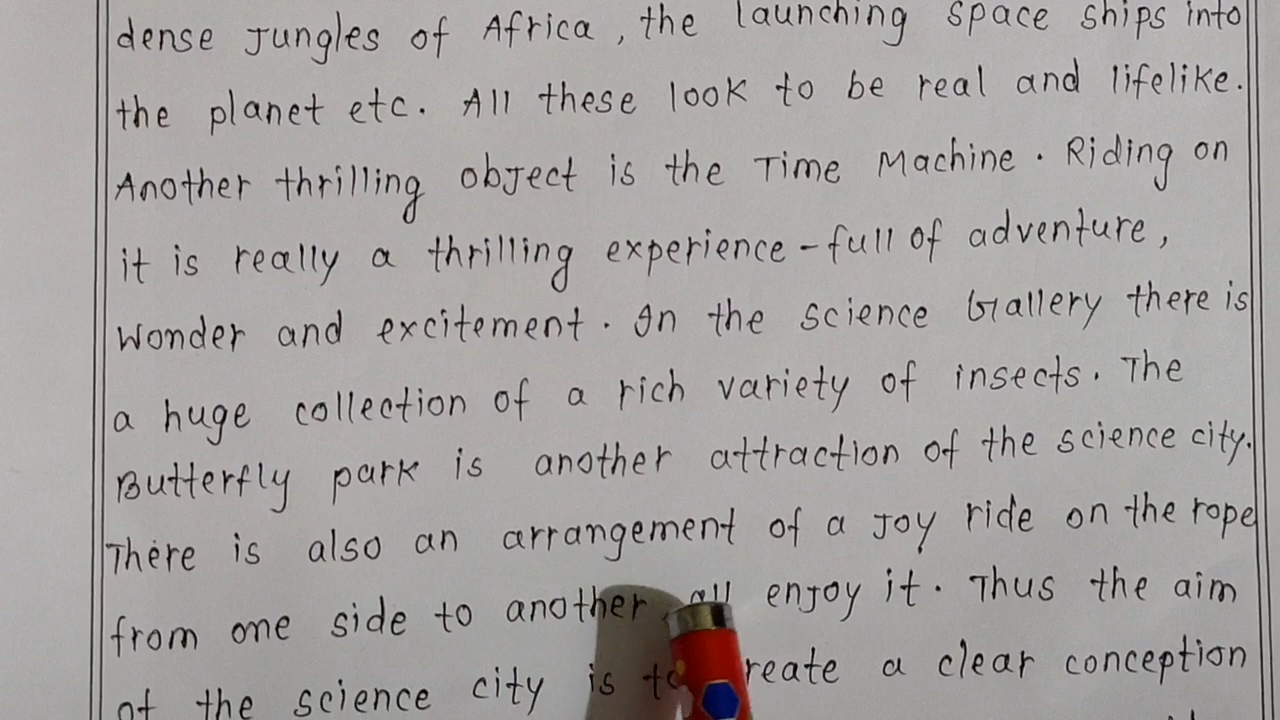 dense Jungles of Africa, the launching space ships into
the planet etc. All these look to be real and lifelike.
Another thrilling object is the Time Machine. Riding on
it is really a thrilling experience - full of adventure,
wonder and excitement. In the science Gallery there is
a huge collection of a rich variety of insects. The
Butterfly park is another attraction of the science city.
There is also an arrangement of a Joy ride on the rope
from one side to another, all enjoy it. Thus the aim
of the science city is to create a clear conception